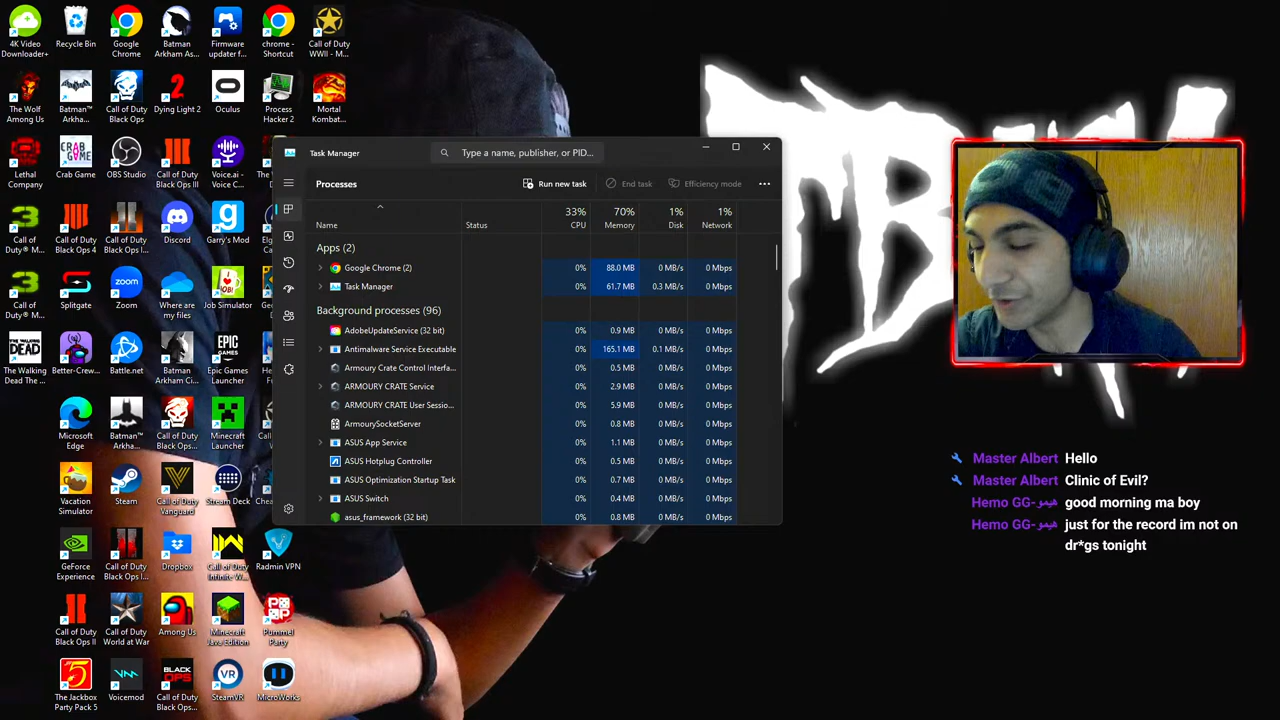 4K Video
Downloader+
Recycle Bin
Google
Chrome
Batman
Arkham As...
Firmware
updater f...
chrome -
Shortcut
Call of Duty
WWII - M...
The Wolf
Among Us
Batman™
Arkha...
Call of Duty
Black Ops
Dying Light 2
Oculus
Process
Hacker 2
Mortal
Kombat...
Lethal
Company
CRAB
GAME
Crab Game
OBS Studio
Call of Duty
Black Ops III
Voice.ai -
Voice C...
Call of
Duty® M...
Call of Duty
Black Ops 4
Call of Duty
Black Ops...
Discord
Garry's Mod
Call of
Duty® M...
Splitgate
zoom
Zoom
Where are
my files
JOB!
Job Simulator
THE WALKING
DEAD
The Walking
Dead The ...
Better-Crew...
Battle.net
Batman
Arkham Ci...
EPIC
GAMES
Epic Games
Launcher
Microsoft
Edge
Batman™
Arkha...
Call of Duty
Black Ops...
Minecraft
Launcher
Vacation
Simulator
Steam
Call of Duty
Vanguard
Stream Deck
GeForce
Experience
Call of Duty
Black Ops I...
Dropbox
Call of Duty
Infinite W...
Radmin VPN
Call of Duty
Black Ops II
Call of Duty
World at War
Among Us
Minecraft
Java Edition
Pummel
Party
The Jackbox
Party Pack 5
Voicemod
BLACK
OPS
Call of Duty
Black Ops...
VR
SteamVR
MicroWorks
Task Manager
Type a name, publisher, or PID...
Processes
Run new task
End task
Efficiency mode
33% 70% 1% 1%
Name Status CPU Memory Disk Network
Apps (2)
Google Chrome (2) 0% 88.0 MB 0 MB/s 0 Mbps
Task Manager 0% 61.7 MB 0.3 MB/s 0 Mbps
Background processes (96)
AdobeUpdateService (32 bit) 0% 0.9 MB 0 MB/s 0 Mbps
Antimalware Service Executable 0% 165.1 MB 0.1 MB/s 0 Mbps
Armoury Crate Control Interfa... 0% 0.5 MB 0 MB/s 0 Mbps
ARMOURY CRATE Service 0% 2.9 MB 0 MB/s 0 Mbps
ARMOURY CRATE User Sessio... 0% 5.9 MB 0 MB/s 0 Mbps
ArmourySocketServer 0% 0.8 MB 0 MB/s 0 Mbps
ASUS App Service 0% 1.1 MB 0 MB/s 0 Mbps
ASUS Hotplug Controller 0% 0.5 MB 0 MB/s 0 Mbps
ASUS Optimization Startup Task 0% 0.7 MB 0 MB/s 0 Mbps
ASUS Switch 0% 0.4 MB 0 MB/s 0 Mbps
asus_framework (32 bit) 0% 0.8 MB 0 MB/s 0 Mbps
Master Albert Hello
Master Albert Clinic of Evil?
Hemo GG-هيمو good morning ma boy
Hemo GG-هيمو just for the record im not on
dr*gs tonight